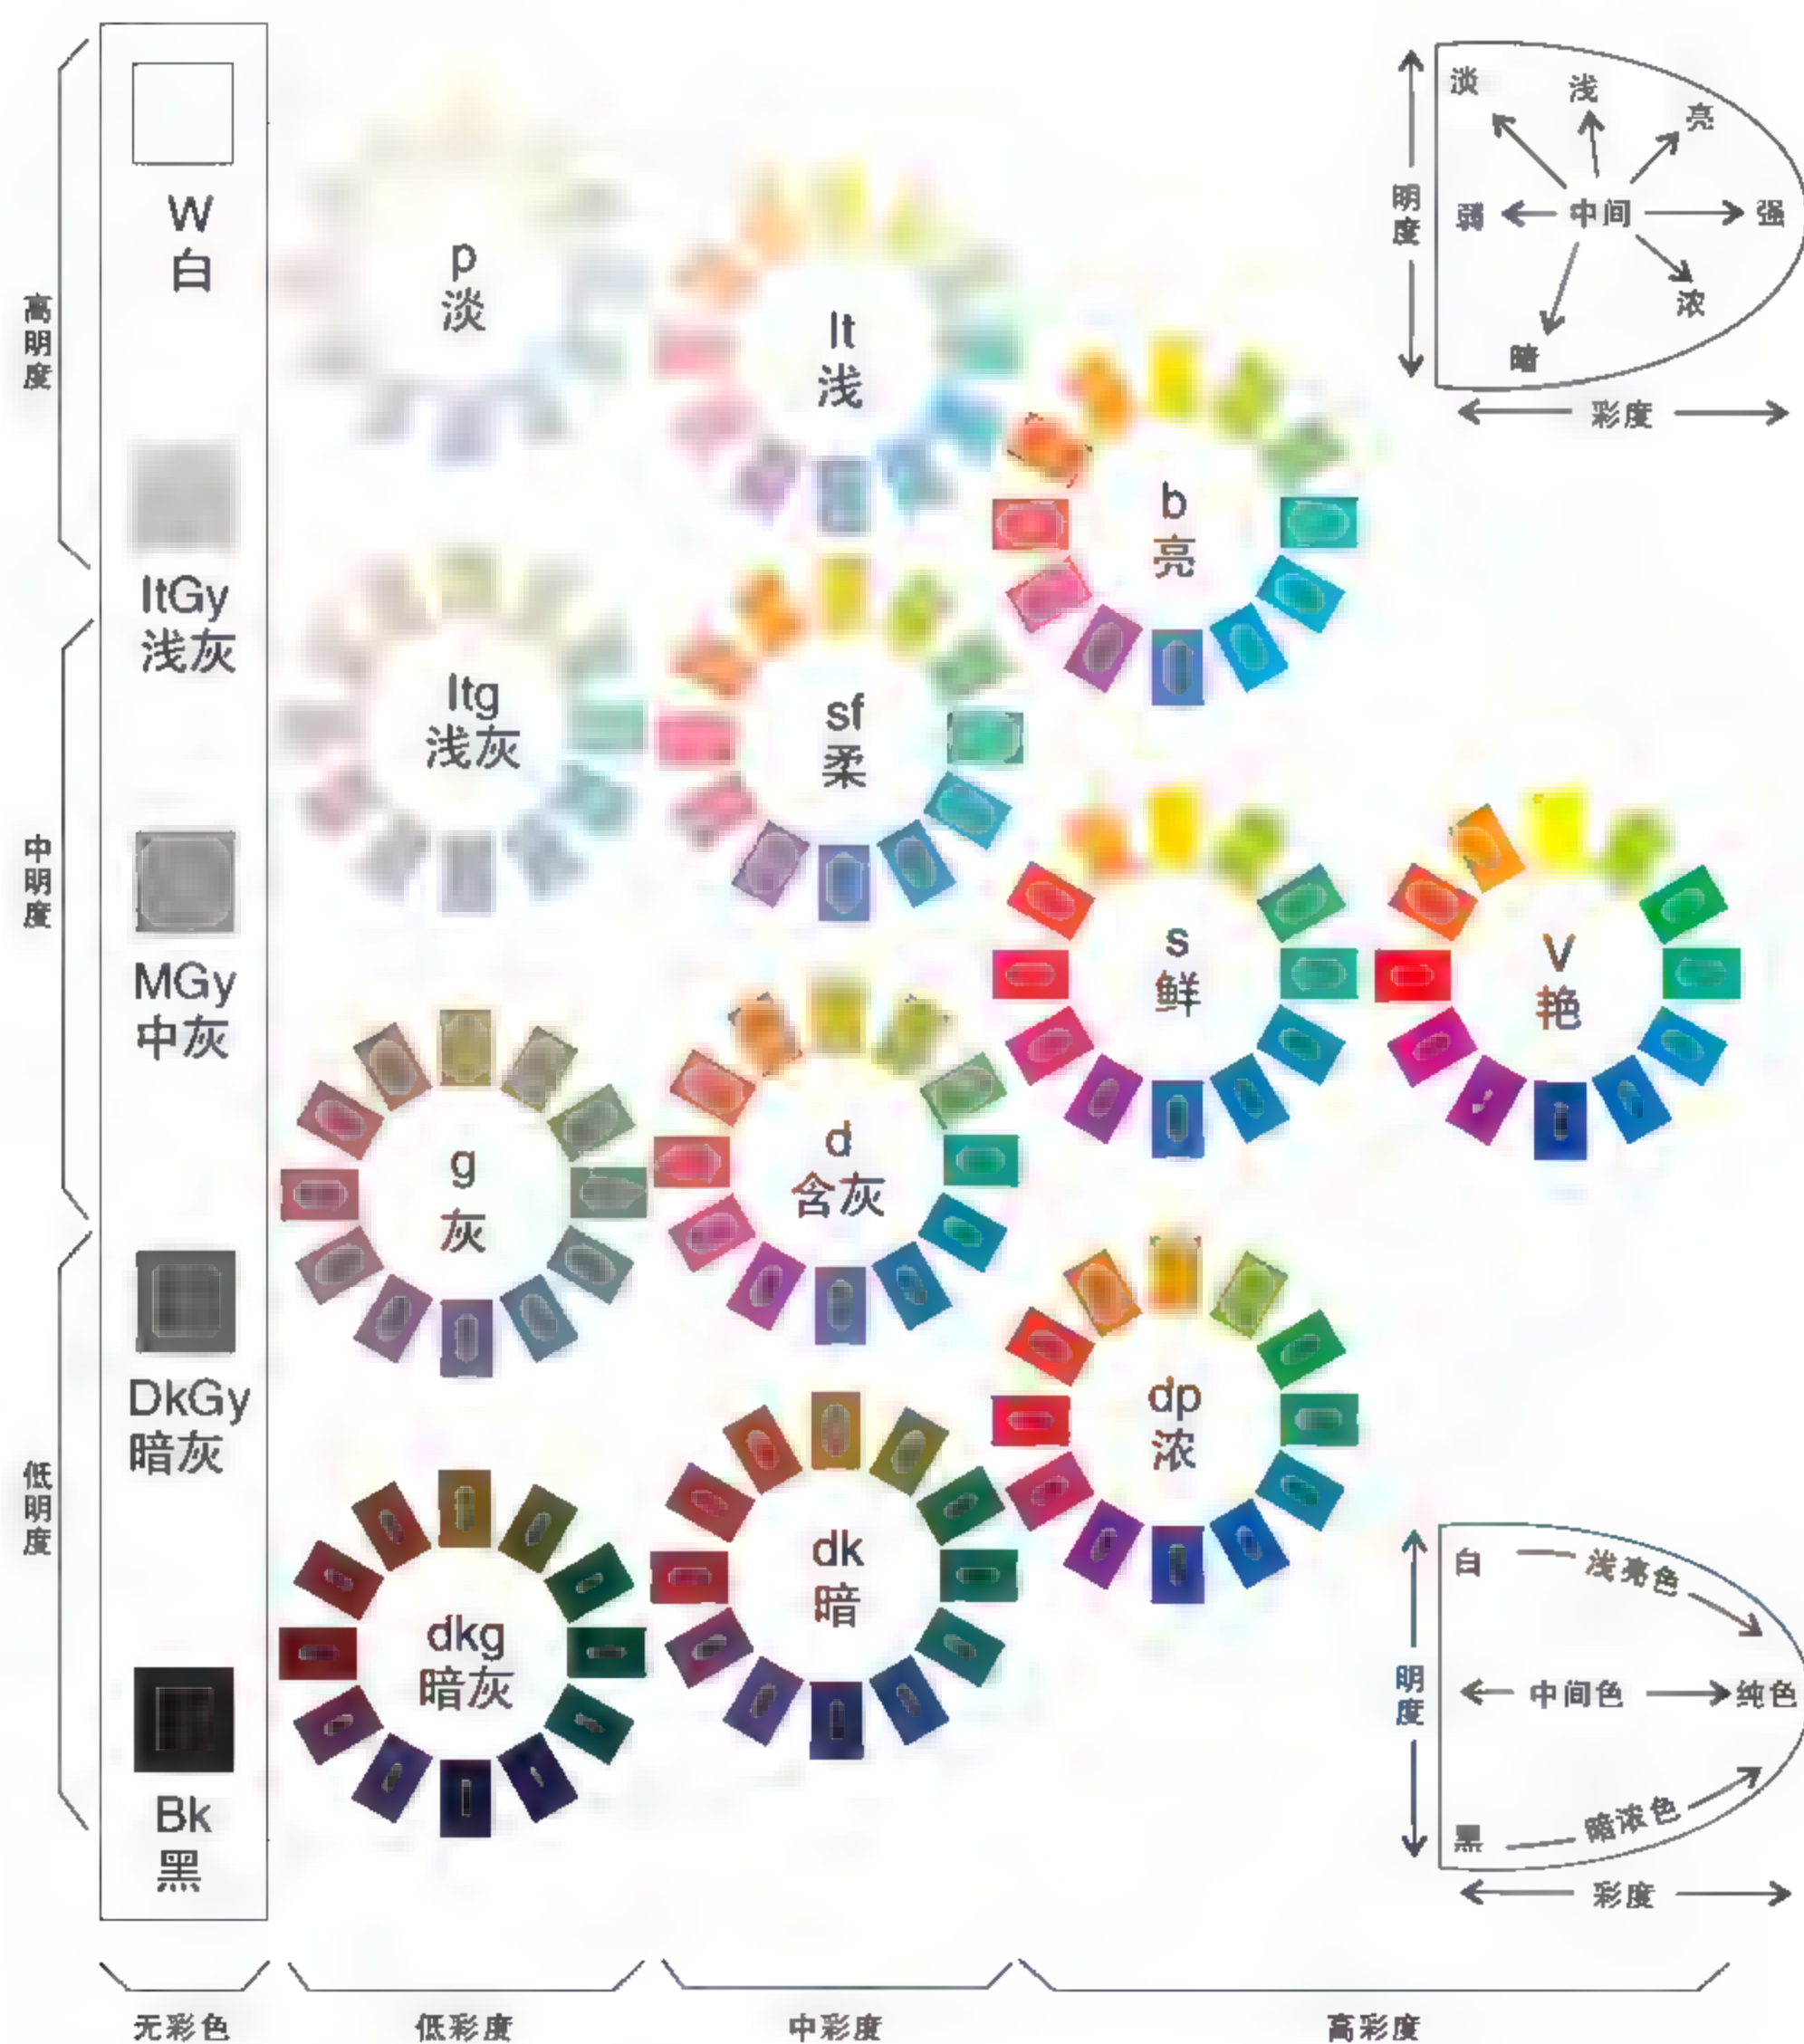 高明度
中明度
低明度
W
白
ltGy
浅灰
MGy
中灰
DkGy
暗灰
Bk
黑
p
淡
lt
浅
b
亮
ltg
浅灰
sf
柔
s
鲜
V
艳
g
灰
d
含灰
dp
浓
dkg
暗灰
dk
暗
淡
浅
亮
明度
弱
中间
强
浓
暗
彩度
白
浅亮色
明度
中间色
纯色
黑
暗浓色
彩度
无彩色
低彩度
中彩度
高彩度